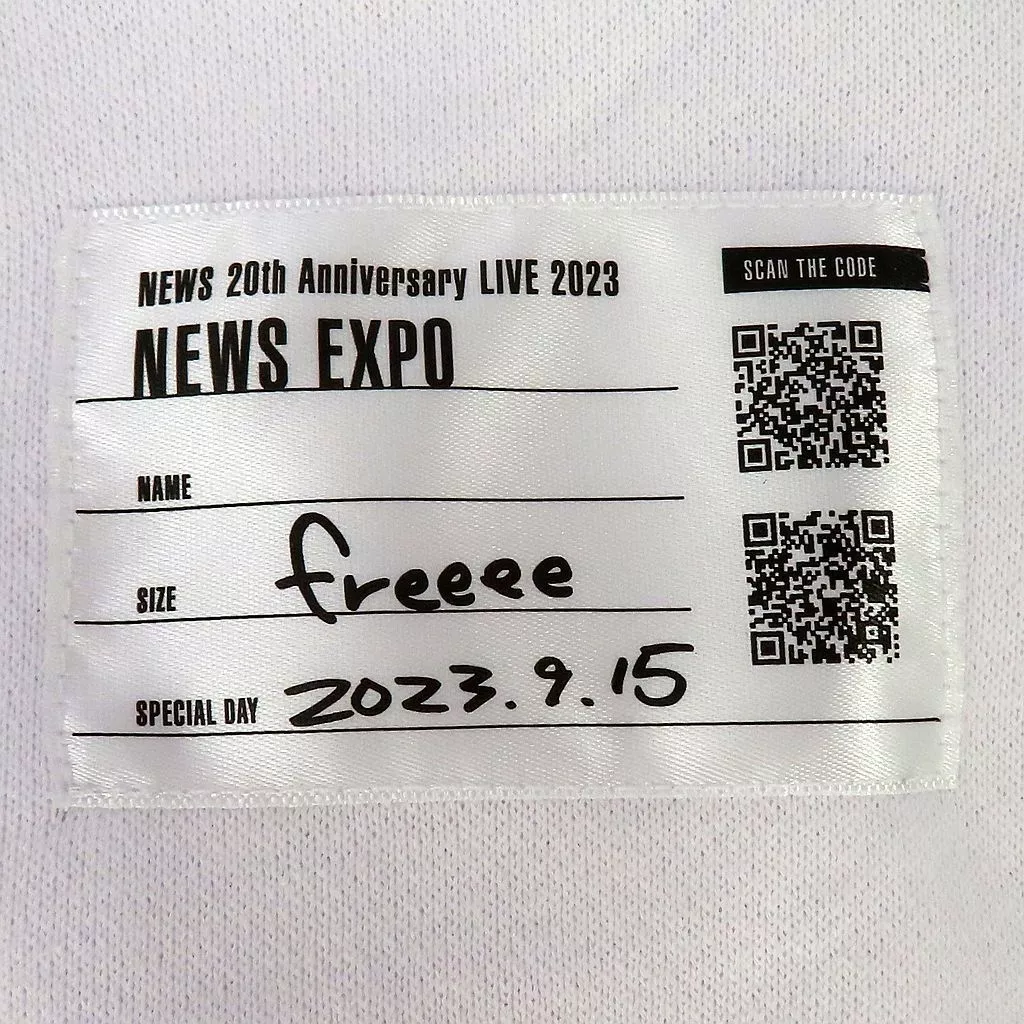 NEWS 20th Anniversary LIVE 2023
NEWS EXPO
NAME
SIZE freeee
SPECIAL DAY 2023.9.15
SCAN THE CODE